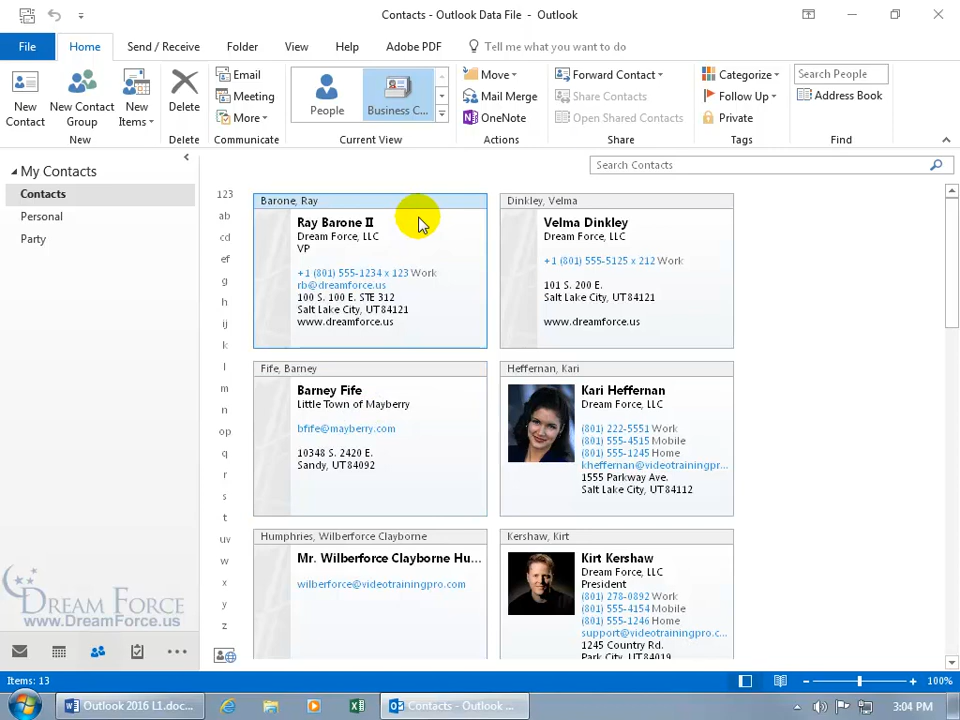 Contacts - Outlook Data File - Outlook
File
Home
Send / Receive
Folder
View
Help
Adobe PDF
Tell me what you want to do
New
Contact
New Contact
Group
New
Items
New
Delete
Delete
Email
Meeting
More
Communicate
People
Business C...
Current View
Move
Mail Merge
OneNote
Actions
Forward Contact
Share Contacts
Open Shared Contacts
Share
Categorize
Follow Up
Private
Tags
Search People
Address Book
Find
My Contacts
Contacts
Personal
Party
Search Contacts
123
ab
cd
ef
g
h
ij
k
l
m
n
op
q
r
s
t
uv
w
x
y
z
Barone, Ray
Ray Barone II
Dream Force, LLC
VP
+1 (801) 555-1234 x 123 Work
rb@dreamforce.us
100 S. 100 E. STE 312
Salt Lake City, UT 84121
www.dreamforce.us
Dinkley, Velma
Velma Dinkley
Dream Force, LLC
+1 (801) 555-5125 x 212 Work
101 S. 200 E.
Salt Lake City, UT 84121
www.dreamforce.us
Fife, Barney
Barney Fife
Little Town of Mayberry
bfife@mayberry.com
10348 S. 2420 E.
Sandy, UT 84092
Heffernan, Kari
Kari Heffernan
Dream Force, LLC
(801) 222-5551 Work
(801) 555-4515 Mobile
(801) 555-1245 Home
kheffernan@videotrainingpr...
1555 Parkway Ave.
Salt Lake City, UT 84112
Humphries, Wilberforce Clayborne
Mr. Wilberforce Clayborne Hu...
wilberforce@videotrainingpro.com
Kershaw, Kirt
Kirt Kershaw
Dream Force, LLC
President
(801) 278-0892 Work
(801) 555-4154 Mobile
(801) 555-1246 Home
support@videotrainingpro.c...
1245 Country Rd.
Park City, UT 84019
DREAM FORCE
www.DreamForce.us
Items: 13
100%
Outlook 2016 L1.doc...
Contacts - Outlook ...
3:04 PM